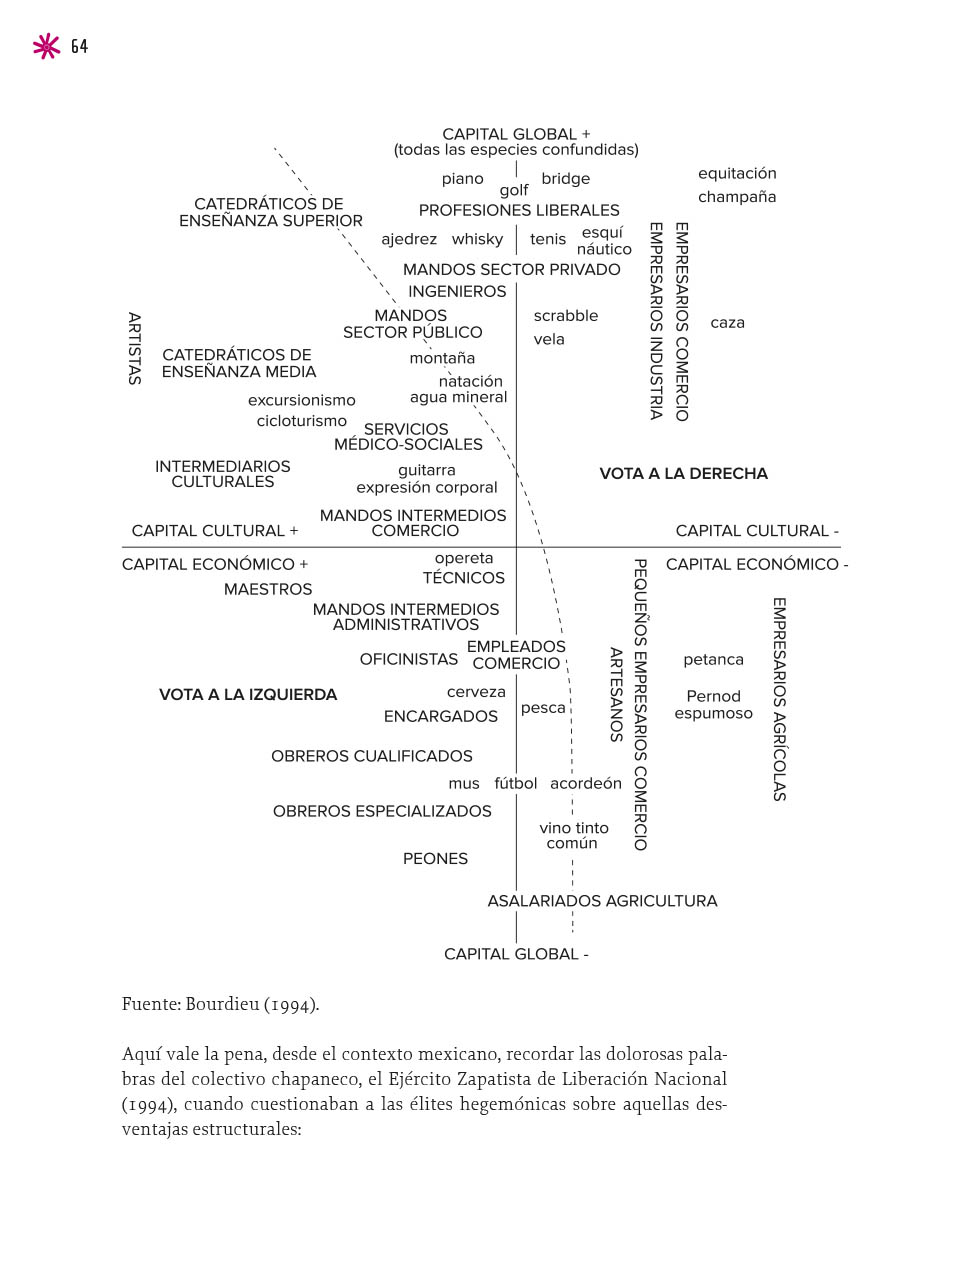 64
CAPITAL GLOBAL +
(todas las especies confundidas)
piano
golf
bridge
equitación
champaña
PROFESIONES LIBERALES
CATEDRÁTICOS DE
ENSEÑANZA SUPERIOR
ajedrez
whisky
tenis
esquí
náutico
EMPRESARIOS INDUSTRIA
EMPRESARIOS COMERCIO
MANDOS SECTOR PRIVADO
INGENIEROS
MANDOS
SECTOR PÚBLICO
scrabble
vela
caza
ARTISTAS
CATEDRÁTICOS DE
ENSEÑANZA MEDIA
montaña
natación
agua mineral
excursionismo
cicloturismo
SERVICIOS
MÉDICO-SOCIALES
INTERMEDIARIOS
CULTURALES
guitarra
expresión corporal
VOTA A LA DERECHA
MANDOS INTERMEDIOS
COMERCIO
CAPITAL CULTURAL +
CAPITAL CULTURAL -
CAPITAL ECONÓMICO +
CAPITAL ECONÓMICO -
opereta
TÉCNICOS
MAESTROS
MANDOS INTERMEDIOS
ADMINISTRATIVOS
EMPLEADOS
COMERCIO
OFICINISTAS
ARTESANOS
PEQUEÑOS EMPRESARIOS COMERCIO
petanca
Pernod
espumoso
EMPRESARIOS AGRÍCOLAS
VOTA A LA IZQUIERDA
cerveza
pesca
ENCARGADOS
OBREROS CUALIFICADOS
mus
fútbol
acordeón
OBREROS ESPECIALIZADOS
vino tinto
común
PEONES
ASALARIADOS AGRICULTURA
CAPITAL GLOBAL -
Fuente: Bourdieu (1994).
Aquí vale la pena, desde el contexto mexicano, recordar las dolorosas pala-
bras del colectivo chapaneco, el Ejército Zapatista de Liberación Nacional
(1994), cuando cuestionaban a las élites hegemónicas sobre aquellas des-
ventajas estructurales: